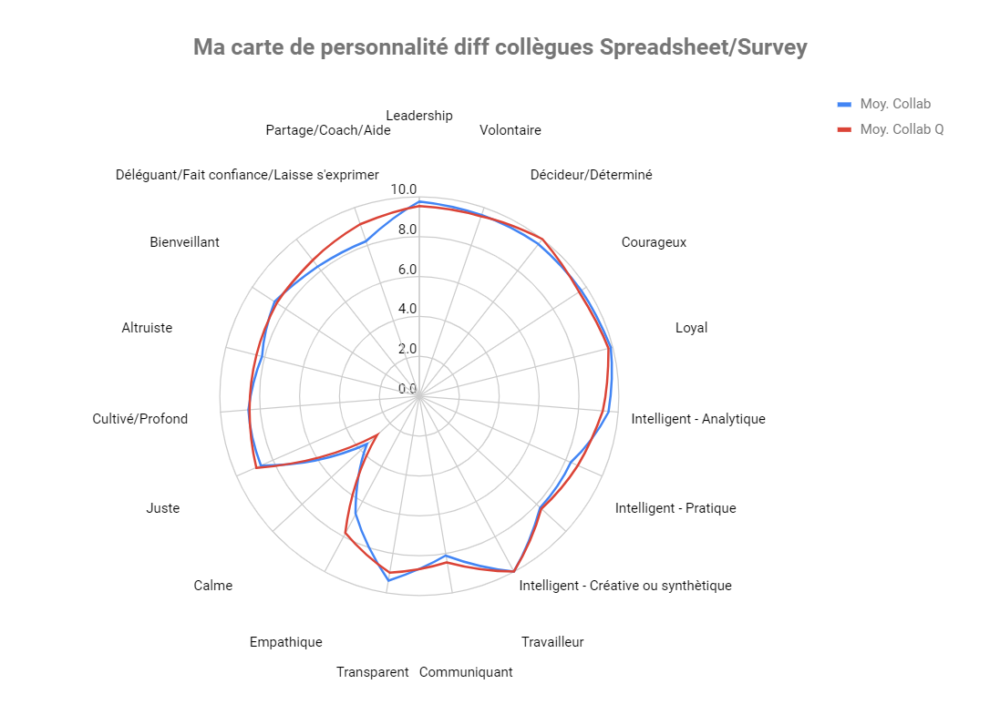 Ma carte de personnalité diff collègues Spreadsheet/Survey
Moy. Collab
Moy. Collab Q
Leadership
Partage/Coach/Aide
Volontaire
Déléguant/Fait confiance/Laisse s'exprimer
Décideur/Déterminé
10.0
8.0
6.0
4.0
2.0
0.0
Bienveillant
Courageux
Altruiste
Loyal
Cultivé/Profond
Intelligent - Analytique
Juste
Intelligent - Pratique
Calme
Intelligent - Créative ou synthètique
Empathique
Travailleur
Transparent
Communiquant